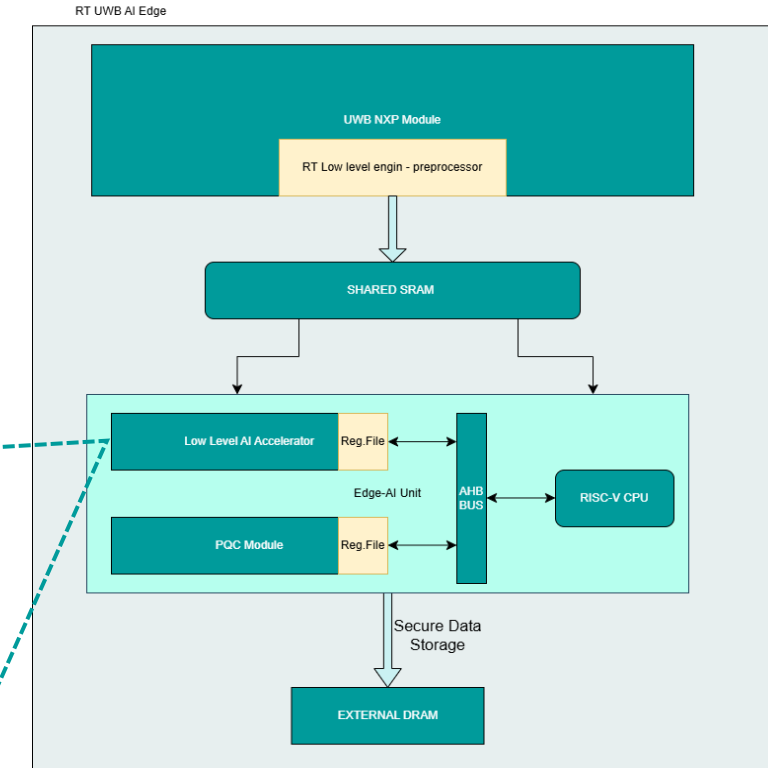 RT UWB AI Edge
UWB NXP Module
RT Low level engin - preprocessor
SHARED SRAM
Low Level AI Accelerator
Reg.File
Edge-AI Unit
AHB
BUS
RISC-V CPU
PQC Module
Reg.File
Secure Data
Storage
EXTERNAL DRAM